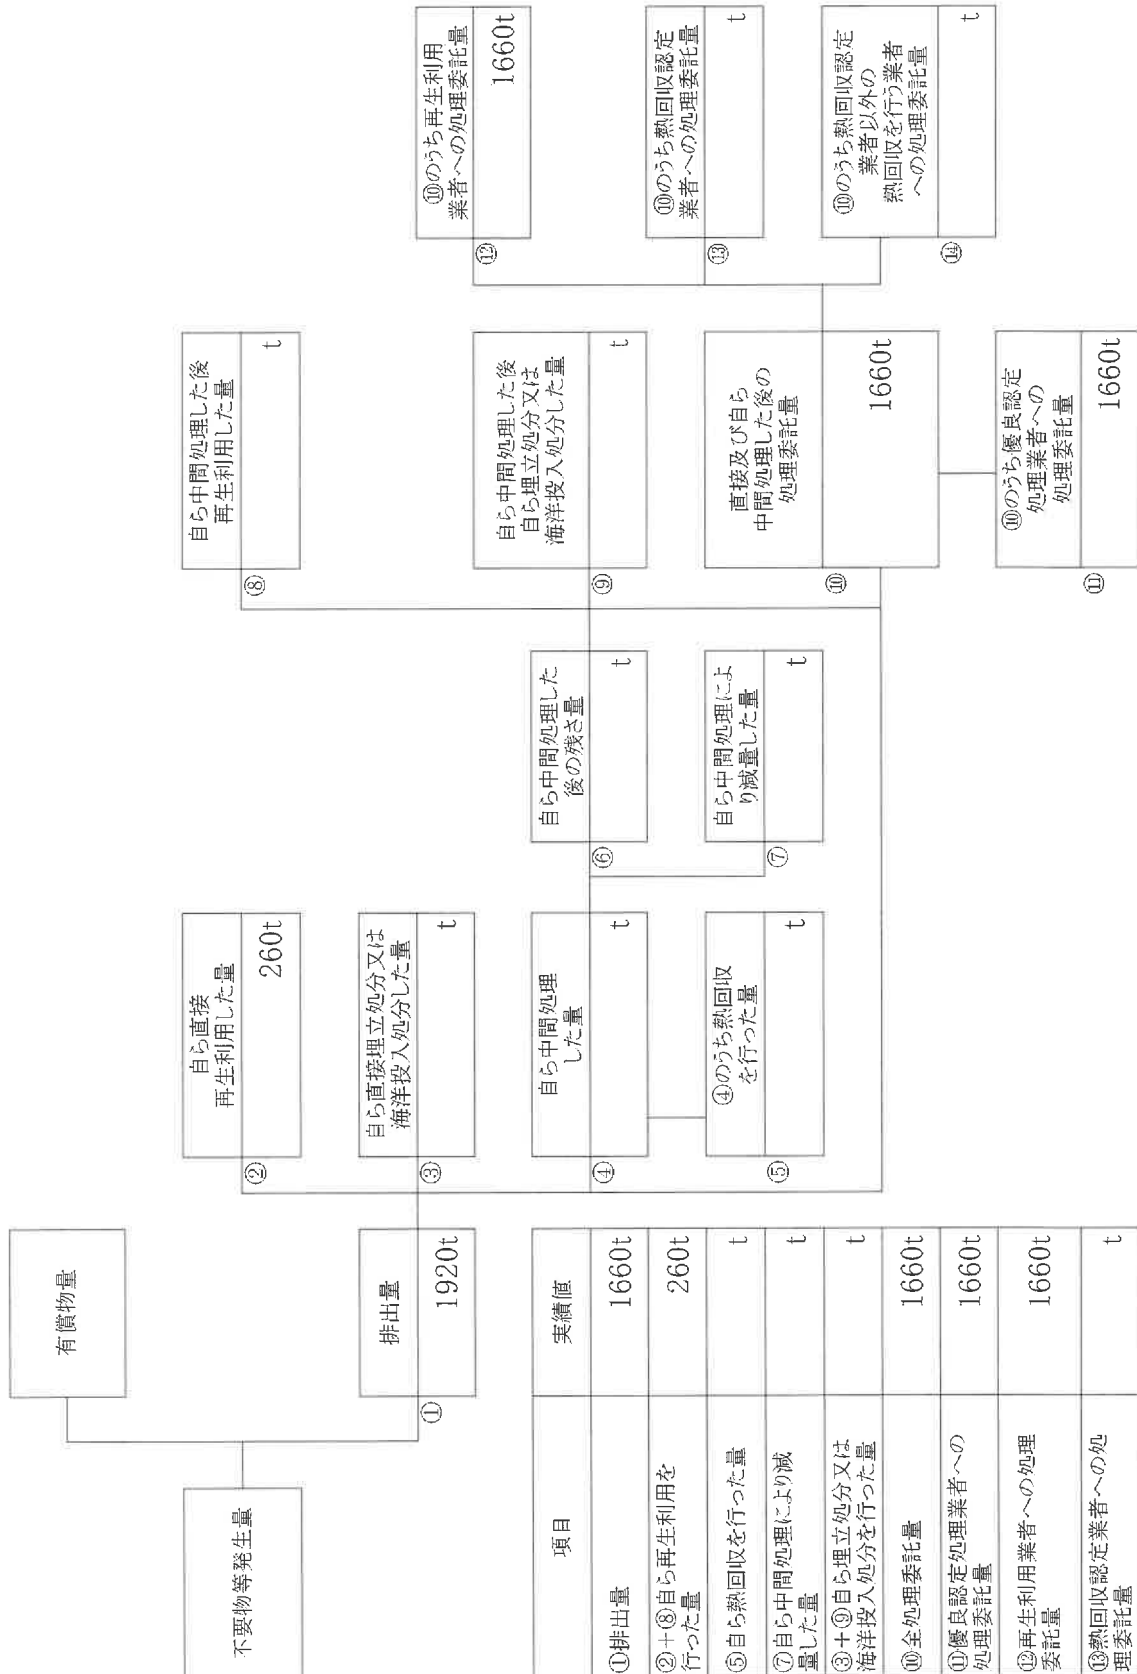 不要物等発生量
有償物量
①
排出量
1920t
②
自ら直接
再生利用した量
260t
③
自ら直接埋立処分又は
海洋投入処分した量
t
④
自ら中間処理
した量
t
⑤
④のうち熱回収
を行った量
t
⑥
自ら中間処理した
後の残さ量
t
⑦
自ら中間処理によ
り減量した量
t
⑧
自ら中間処理した後
再生利用した量
t
⑨
自ら中間処理した後
自ら埋立処分又は
海洋投入処分した量
t
⑩
直接及び自ら
中間処理した後の
処理委託量
1660t
⑪
⑩のうち優良認定
処理業者への
処理委託量
1660t
⑫
⑩のうち再生利用
業者への処理委託量
1660t
⑬
⑩のうち熱回収認定
業者への処理委託量
t
⑭
⑩のうち熱回収認定
業者以外の
熱回収を行う業者
への処理委託量
t
項目 実績値
①排出量 1660t
②+⑧自ら再生利用を
行った量 260t
⑤自ら熱回収を行った量 t
⑦自ら中間処理により減
量した量 t
③+⑨自ら埋立処分又は
海洋投入処分を行った量 t
⑩全処理委託量 1660t
⑪優良認定処理業者への
処理委託量 1660t
⑫再生利用業者への処理
委託量 1660t
⑬熱回収認定業者への処
理委託量 t